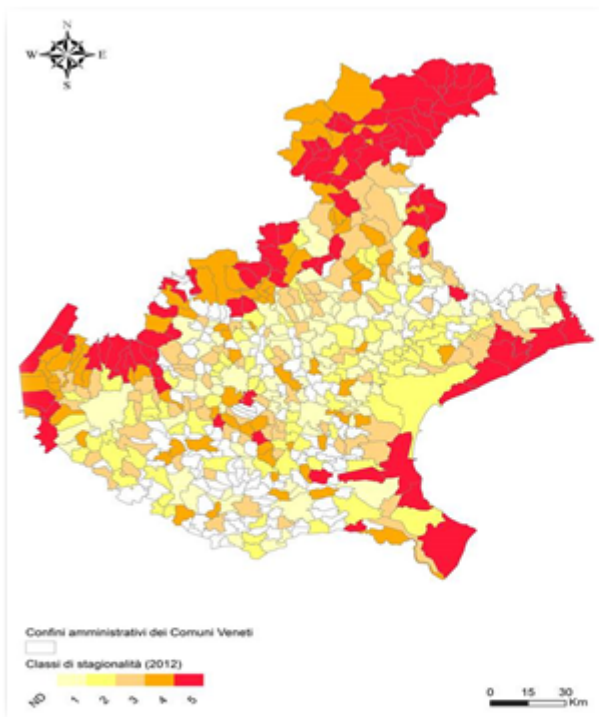 N
W E
S
Confini amministrativi dei Comuni Veneti
Classi di stagionalità (2012)
ND 1 2 3 4 5
0 15 30
Km